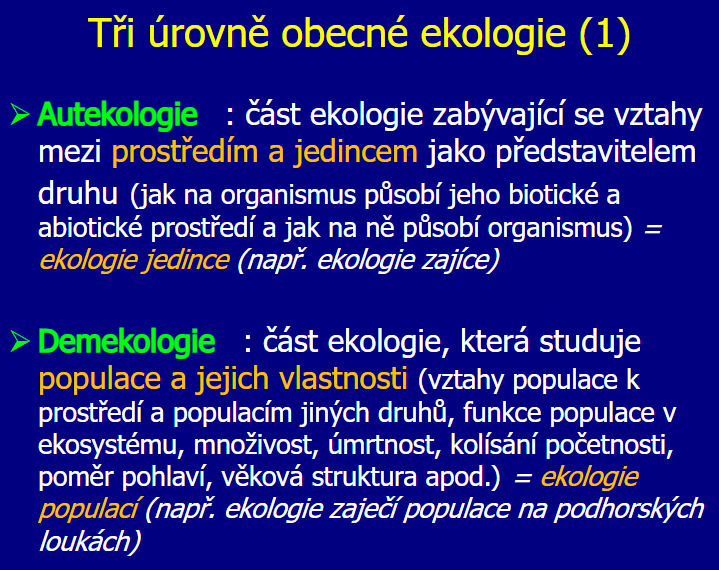 Tři úrovně obecné ekologie (1)
➢ Autekologie : část ekologie zabývající se vztahy
mezi prostředím a jedincem jako představitelem
druhu (jak na organismus působí jeho biotické a
abiotické prostředí a jak na ně působí organismus) =
ekologie jedince (např. ekologie zajíce)
➢ Demekologie : část ekologie, která studuje
populace a jejich vlastnosti (vztahy populace k
prostředí a populacím jiných druhů, funkce populace v
ekosystému, množivost, úmrtnost, kolísání početnosti,
poměr pohlaví, věková struktura apod.) = ekologie
populací (např. ekologie zaječí populace na podhorských
loukách)